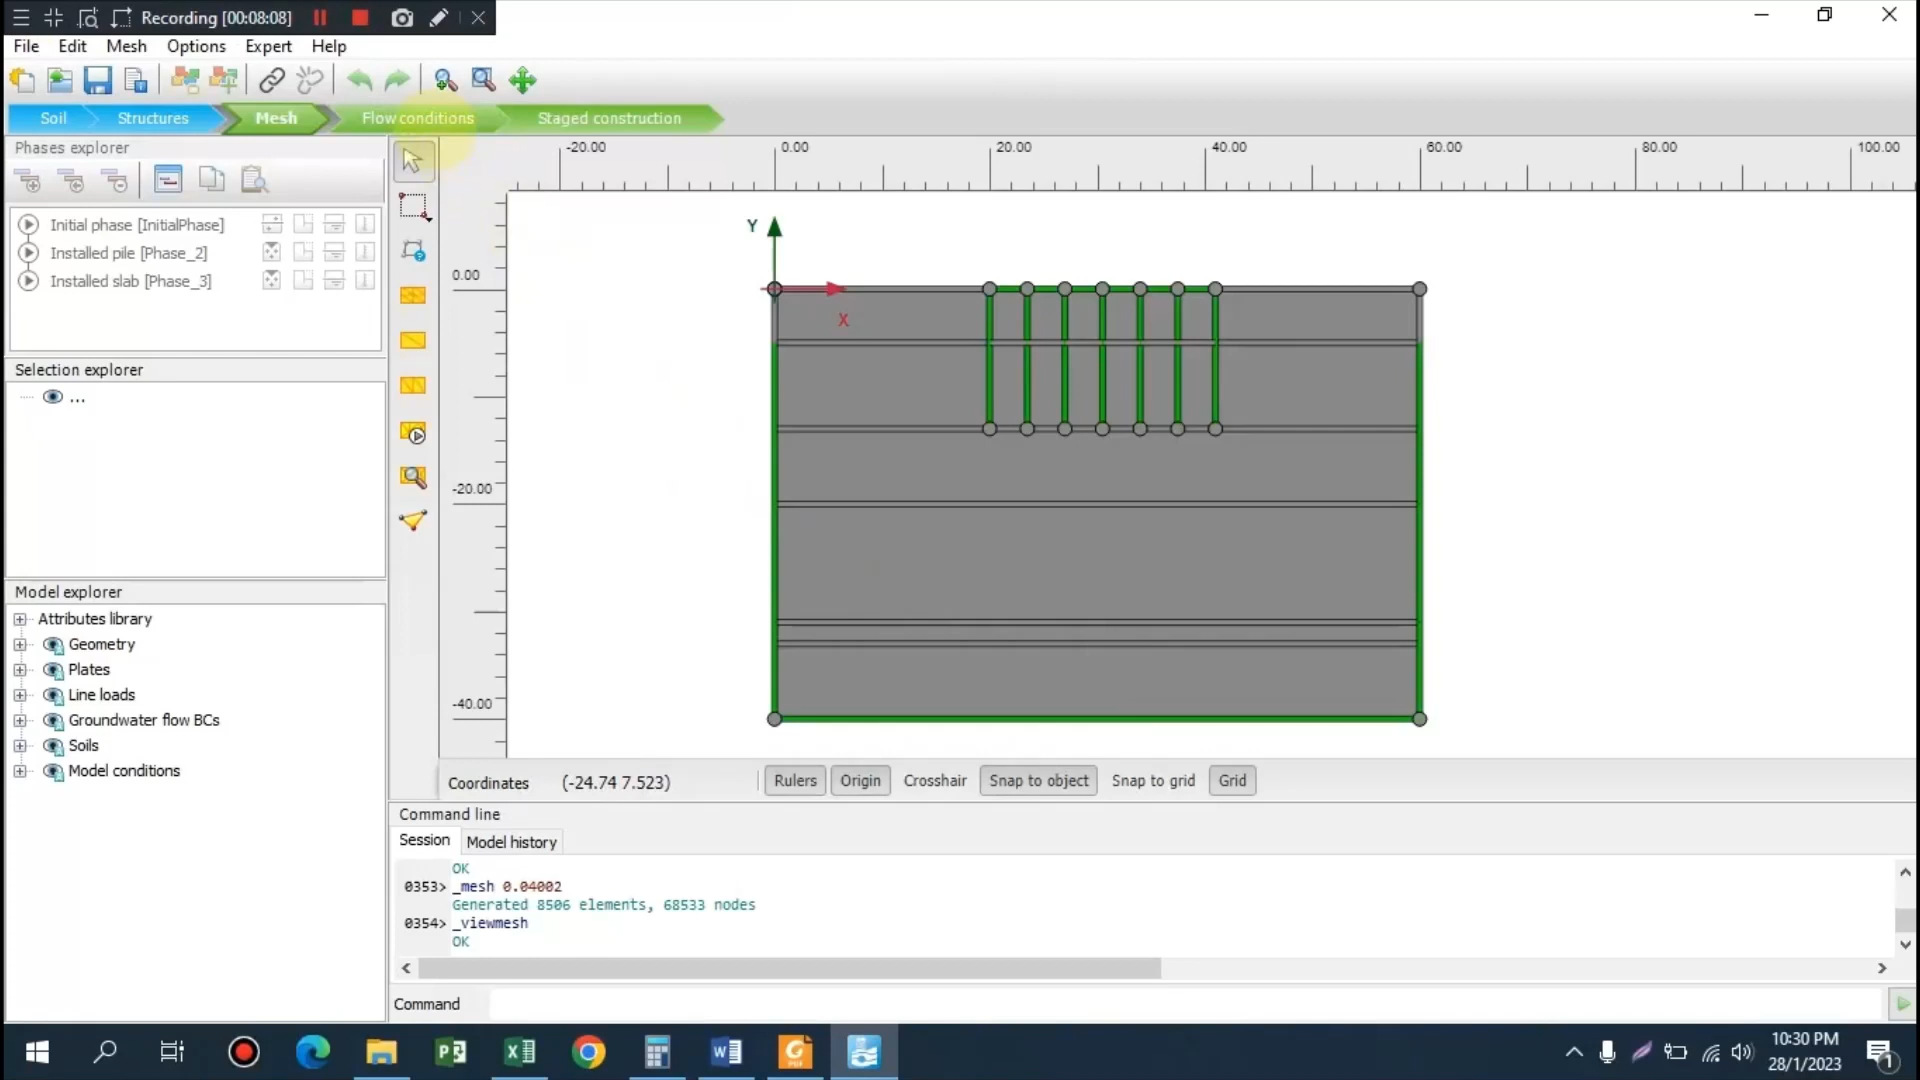 Recording [00:08:08]
File Edit Mesh Options Expert Help
Soil Structures Mesh Flow conditions Staged construction
Phases explorer
Initial phase [InitialPhase]
Installed pile [Phase_2]
Installed slab [Phase_3]
Selection explorer
...
Model explorer
Attributes library
Geometry
Plates
Line loads
Groundwater flow BCs
Soils
Model conditions
-20.00 0.00 20.00 40.00 60.00 80.00 100.00
0.00
-20.00
-40.00
Y
X
Coordinates (-24.74 7.523) Rulers Origin Crosshair Snap to object Snap to grid Grid
Command line
Session Model history
OK
0353> _mesh 0.04002
Generated 8506 elements, 68533 nodes
0354> _viewmesh
OK
Command
10:30 PM
28/1/2023
1